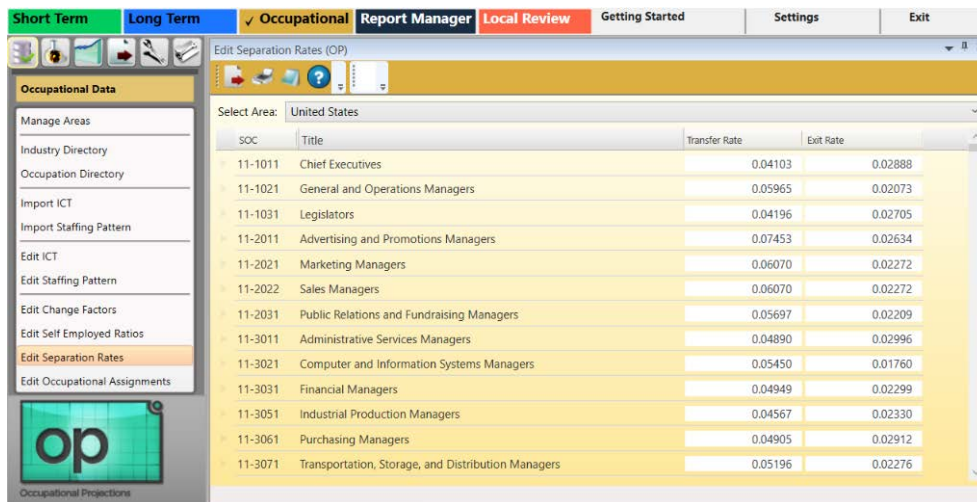 Short Term Long Term ✓ Occupational Report Manager Local Review Getting Started Settings Exit
Edit Separation Rates (OP)
Occupational Data
Manage Areas
Industry Directory
Occupation Directory
Import ICT
Import Staffing Pattern
Edit ICT
Edit Staffing Pattern
Edit Change Factors
Edit Self Employed Ratios
Edit Separation Rates
Edit Occupational Assignments
op
Occupational Projections
?
Select Area: United States
SOC Title Transfer Rate Exit Rate
11-1011 Chief Executives 0.04103 0.02888
11-1021 General and Operations Managers 0.05965 0.02073
11-1031 Legislators 0.04196 0.02705
11-2011 Advertising and Promotions Managers 0.07453 0.02634
11-2021 Marketing Managers 0.06070 0.02272
11-2022 Sales Managers 0.06070 0.02272
11-2031 Public Relations and Fundraising Managers 0.05697 0.02209
11-3011 Administrative Services Managers 0.04890 0.02996
11-3021 Computer and Information Systems Managers 0.05450 0.01760
11-3031 Financial Managers 0.04949 0.02299
11-3051 Industrial Production Managers 0.04567 0.02330
11-3061 Purchasing Managers 0.04905 0.02912
11-3071 Transportation, Storage, and Distribution Managers 0.05196 0.02276